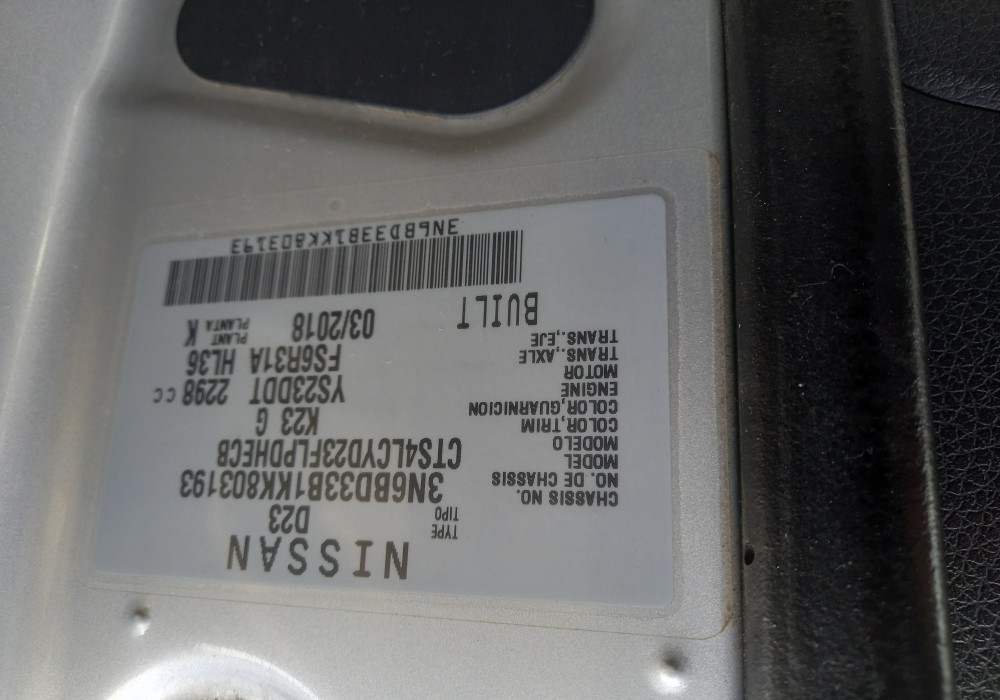 NISSAN
TYPE
TIPO D23
CHASSIS NO.
NO. DE CHASSIS 3N6BD33B1KK803193
MODEL
MODELO CTS4LCYD23FLPDHECB
COLOR,TRIM
COLOR,GUARNICION K23 G
ENGINE
MOTOR YS23DDT 2298 CC
TRANS.,AXLE
TRANS.,EJE FS6R31A HL36
BUILT 03/2018 PLANT
PLANTA K
3N6BD33B1KK803193